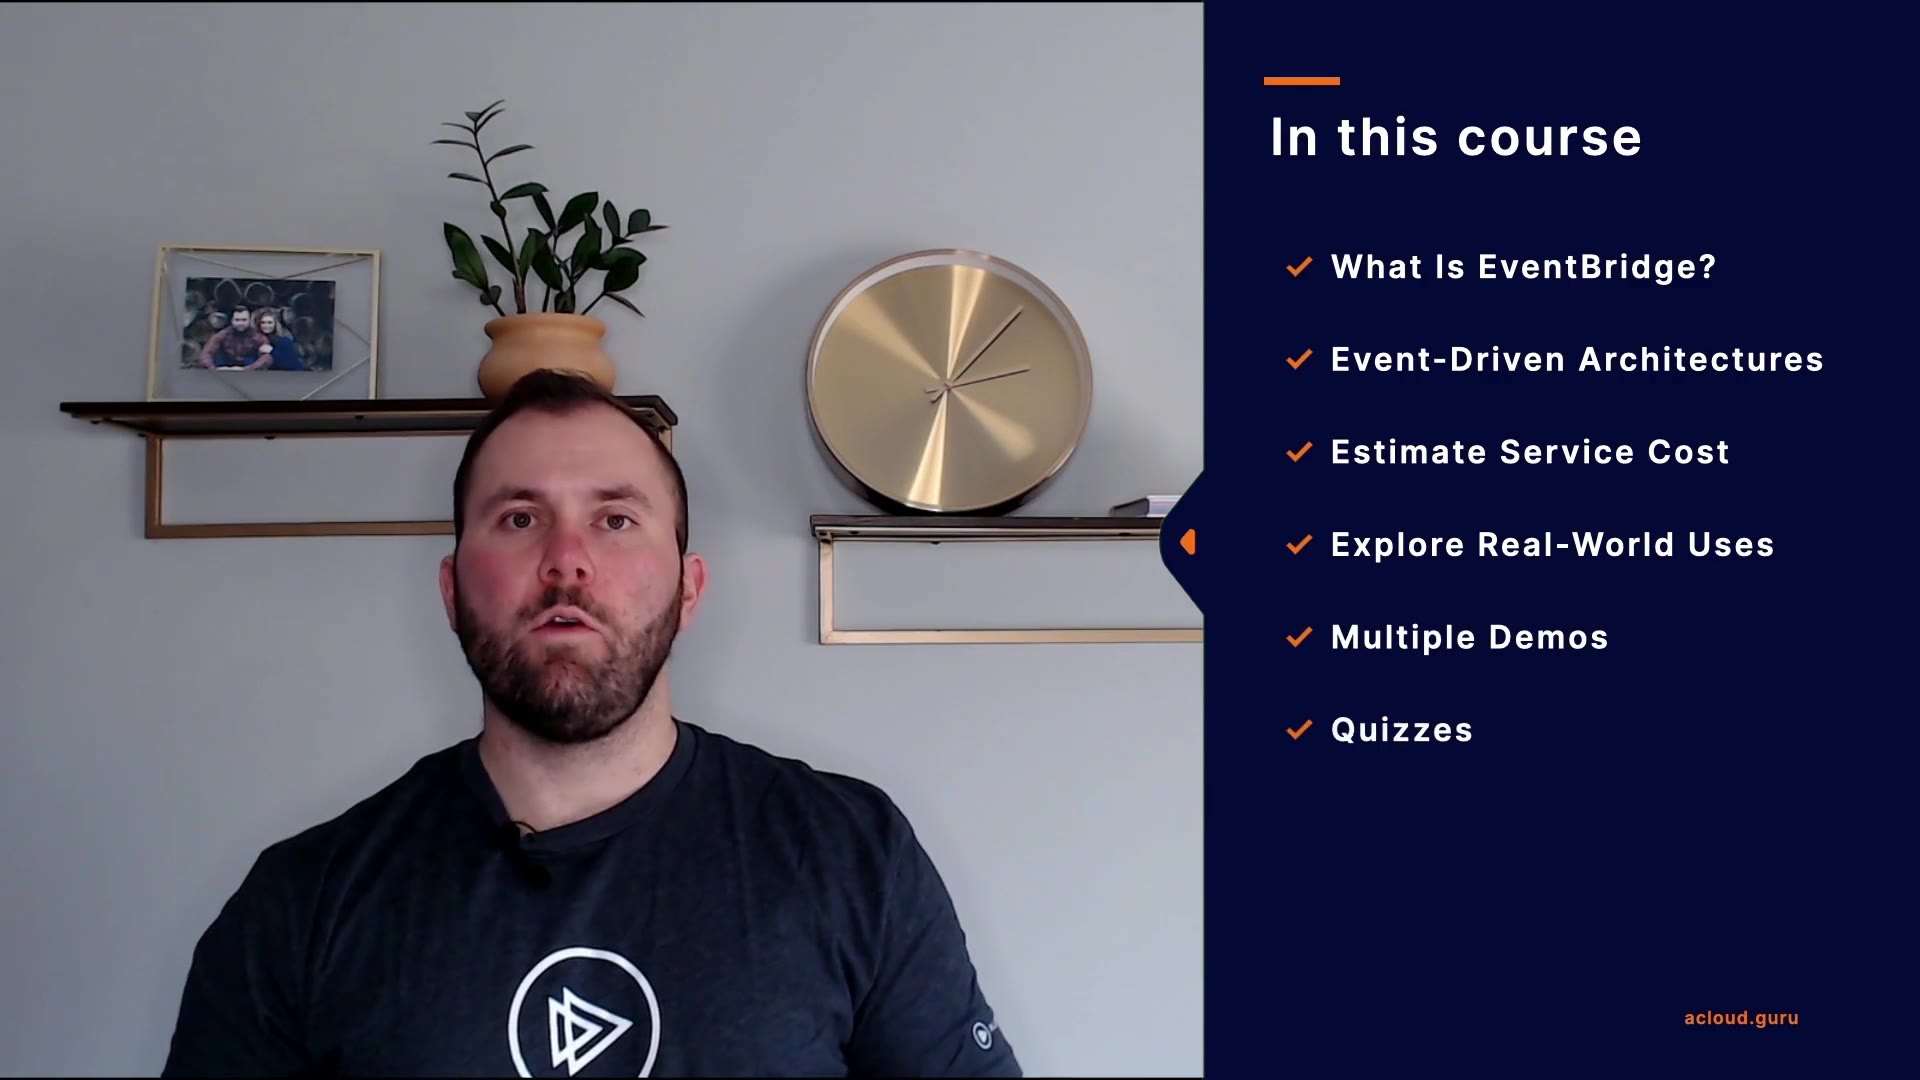 In this course
What Is EventBridge?
Event-Driven Architectures
Estimate Service Cost
Explore Real-World Uses
Multiple Demos
Quizzes
acloud.guru